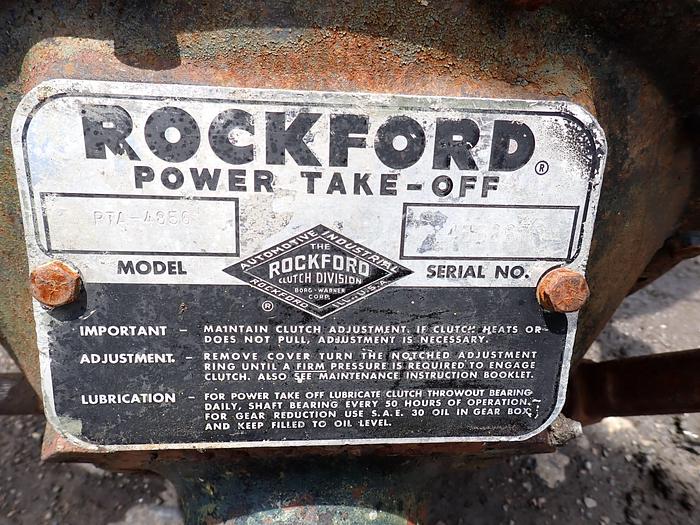 ROCKFORD®
POWER TAKE-OFF
MODEL
SERIAL NO.
AUTOMOTIVE INDUSTRIAL
THE
ROCKFORD
CLUTCH DIVISION
BORG-WARNER
CORP.
ROCKFORD ILL. U.S.A.
®
IMPORTANT – MAINTAIN CLUTCH ADJUSTMENT. IF CLUTCH HEATS OR
DOES NOT PULL, ADJUSTMENT IS NECESSARY.
ADJUSTMENT. – REMOVE COVER TURN THE NOTCHED ADJUSTMENT
RING UNTIL A FIRM PRESSURE IS REQUIRED TO ENGAGE
CLUTCH. ALSO SEE MAINTENANCE INSTRUCTION BOOKLET.
LUBRICATION – FOR POWER TAKE OFF LUBRICATE CLUTCH THROWOUT BEARING
DAILY, SHAFT BEARING EVERY 50 HOURS OF OPERATION,
FOR GEAR REDUCTION USE S.A.E. 30 OIL IN GEAR BOX
AND KEEP FILLED TO OIL LEVEL.